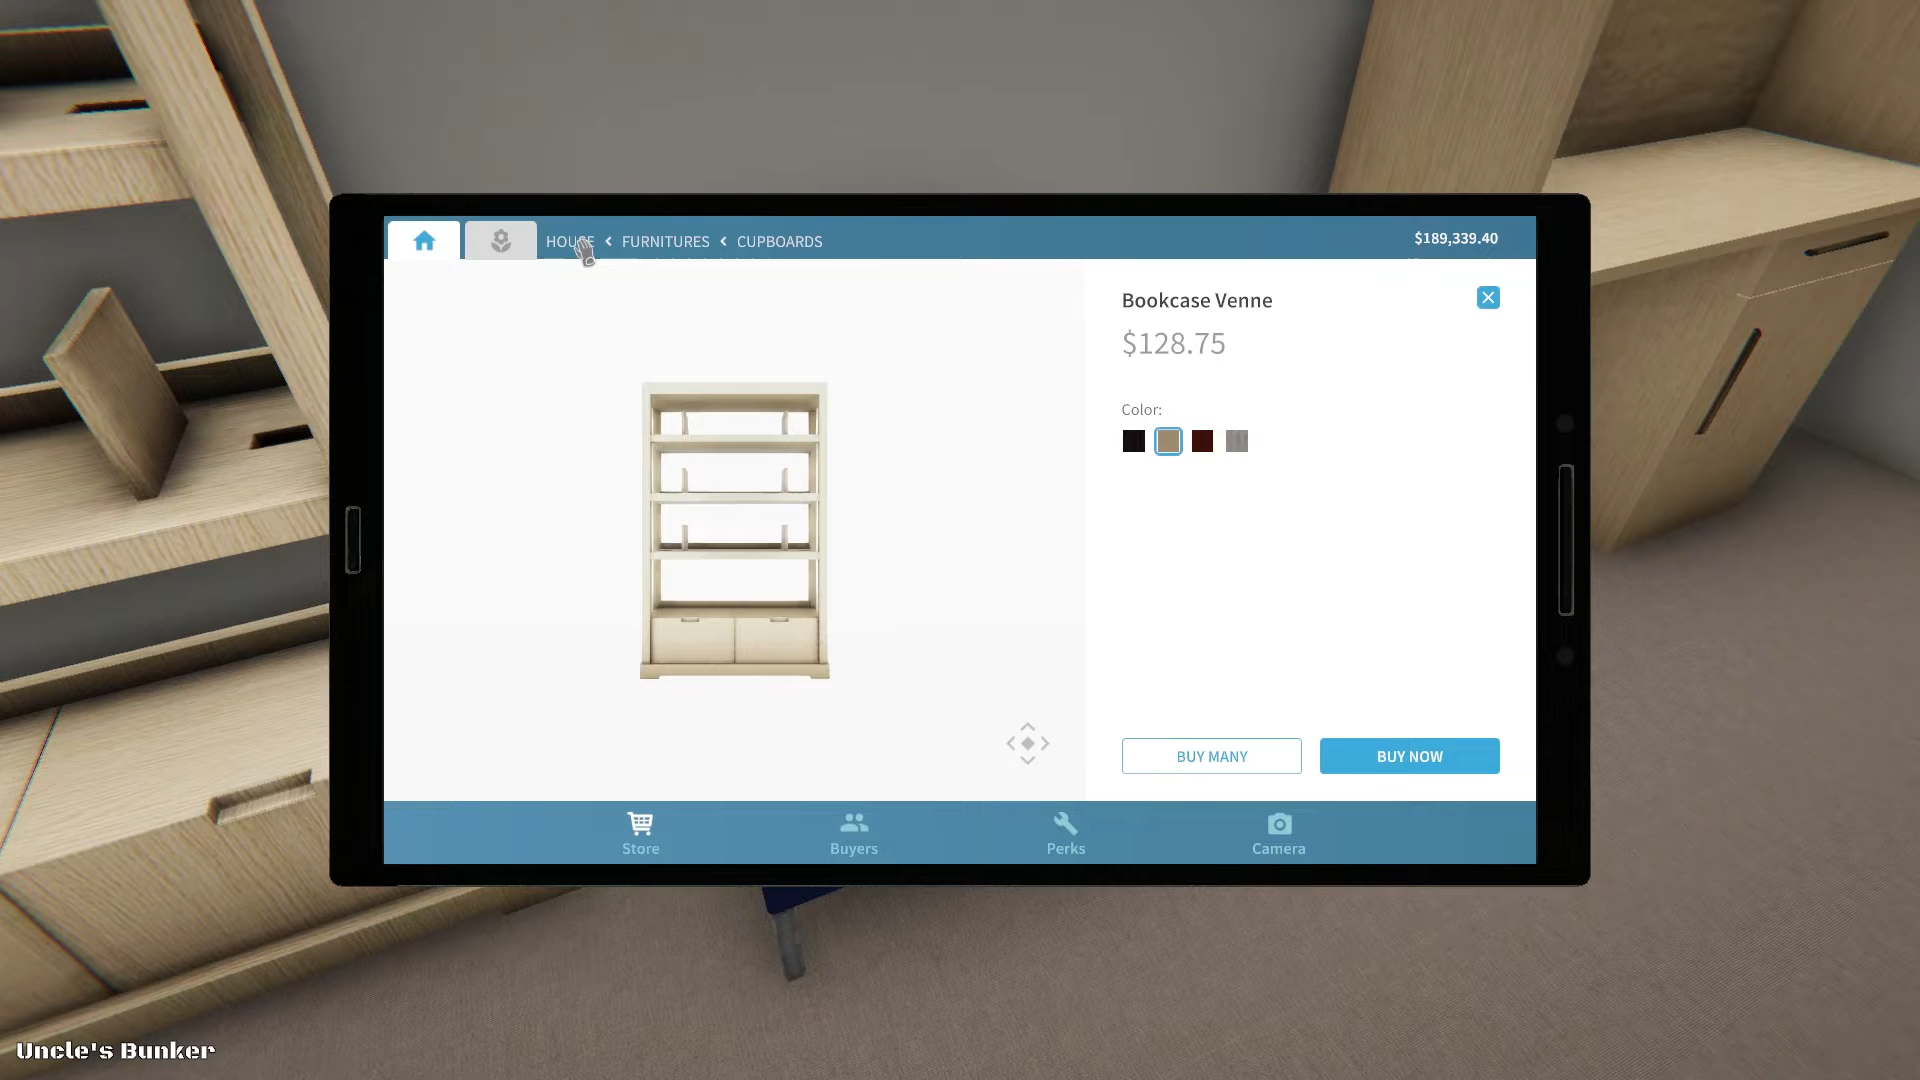 HOUSE < FURNITURES < CUPBOARDS
$189,339.40
Bookcase Venne
$128.75
Color:
BUY MANY
BUY NOW
Store
Buyers
Perks
Camera
Uncle's Bunker